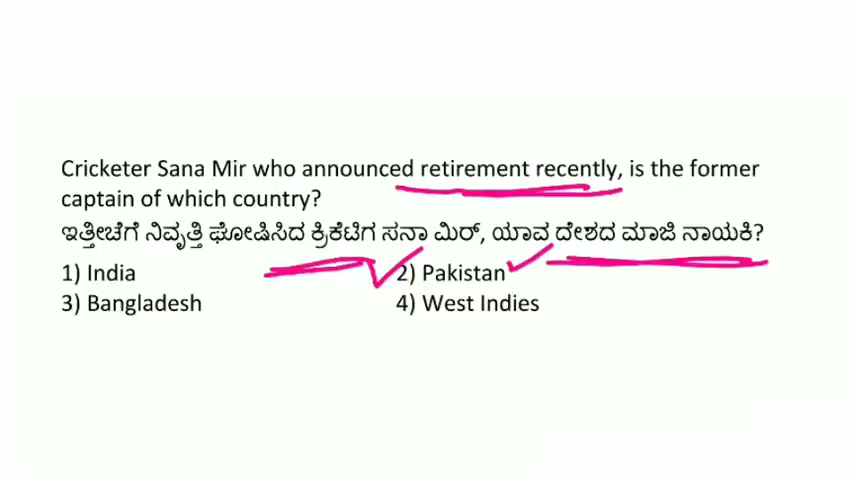 Cricketer Sana Mir who announced retirement recently, is the former
captain of which country?
ಇತ್ತೀಚೆಗೆ ನಿವೃತ್ತಿ ಘೋಷಿಸಿದ ಕ್ರಿಕೆಟಿಗ ಸನಾ ಮಿರ್, ಯಾವ ದೇಶದ ಮಾಜಿ ನಾಯಕಿ?
1) India 2) Pakistan
3) Bangladesh 4) West Indies